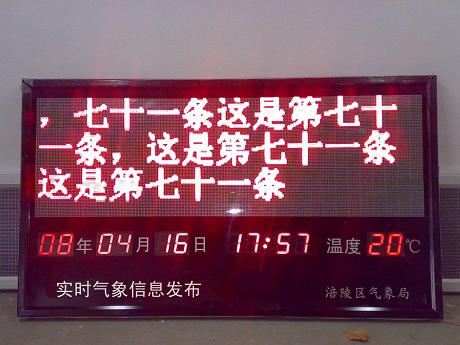 ，七十一条这是第七十
一条，这是第七十一条
这是第七十一条
08年04月16日 17:57 温度20℃
实时气象信息发布
涪陵区气象局